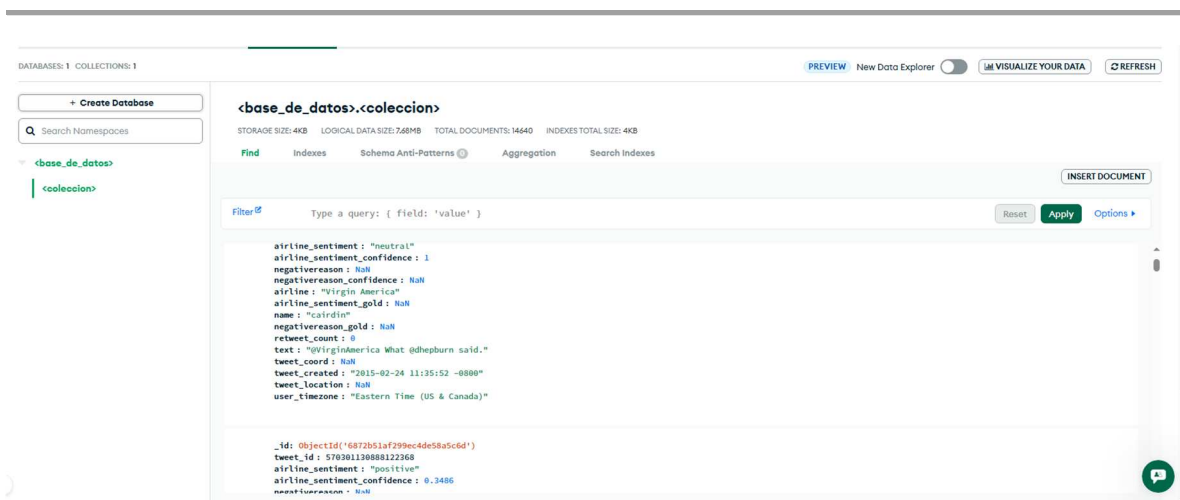 DATABASES: 1 COLLECTIONS: 1
PREVIEW New Data Explorer VISUALIZE YOUR DATA REFRESH
+ Create Database
Search Namespaces
<base_de_datos>
<coleccion>
<base_de_datos>.<coleccion>
STORAGE SIZE: 4KB LOGICAL DATA SIZE: 7.68MB TOTAL DOCUMENTS: 14640 INDEXES TOTAL SIZE: 4KB
Find Indexes Schema Anti-Patterns 0 Aggregation Search Indexes
INSERT DOCUMENT
Filter Type a query: { field: 'value' } Reset Apply Options
airline_sentiment : "neutral"
airline_sentiment_confidence : 1
negativereason : NaN
negativereason_confidence : NaN
airline : "Virgin America"
airline_sentiment_gold : NaN
name : "cairdin"
negativereason_gold : NaN
retweet_count : 0
text : "@VirginAmerica What @dhepburn said."
tweet_coord : NaN
tweet_created : "2015-02-24 11:35:52 -0800"
tweet_location : NaN
user_timezone : "Eastern Time (US & Canada)"
_id: ObjectId('6872b51af299ec4de58a5c6d')
tweet_id : 570301130888122368
airline_sentiment : "positive"
airline_sentiment_confidence : 0.3486
negativereason : NaN